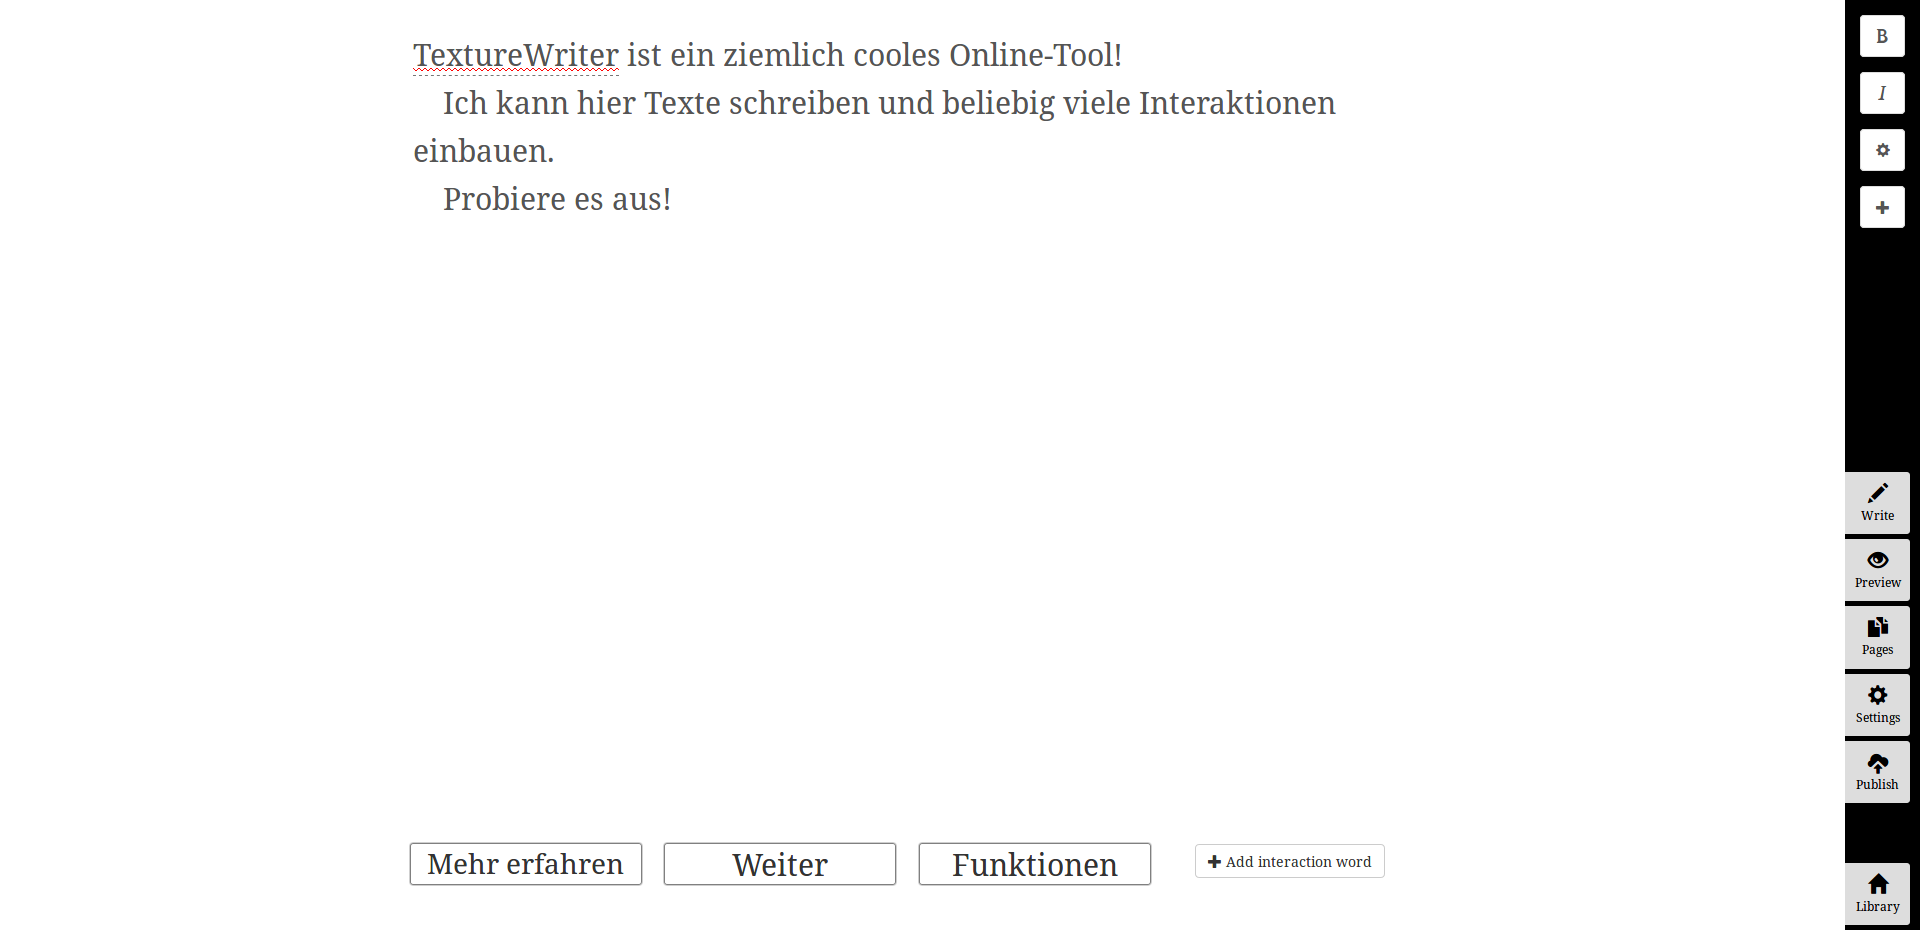 TextureWriter ist ein ziemlich cooles Online-Tool!
Ich kann hier Texte schreiben und beliebig viele Interaktionen
einbauen.
Probiere es aus!
B
I
Write
Preview
Pages
Settings
Publish
Mehr erfahren
Weiter
Funktionen
Add interaction word
Library